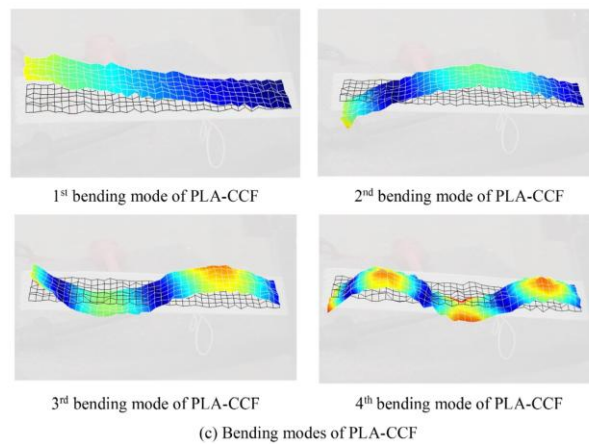 1st bending mode of PLA-CCF
2nd bending mode of PLA-CCF
3rd bending mode of PLA-CCF
4th bending mode of PLA-CCF
(c) Bending modes of PLA-CCF